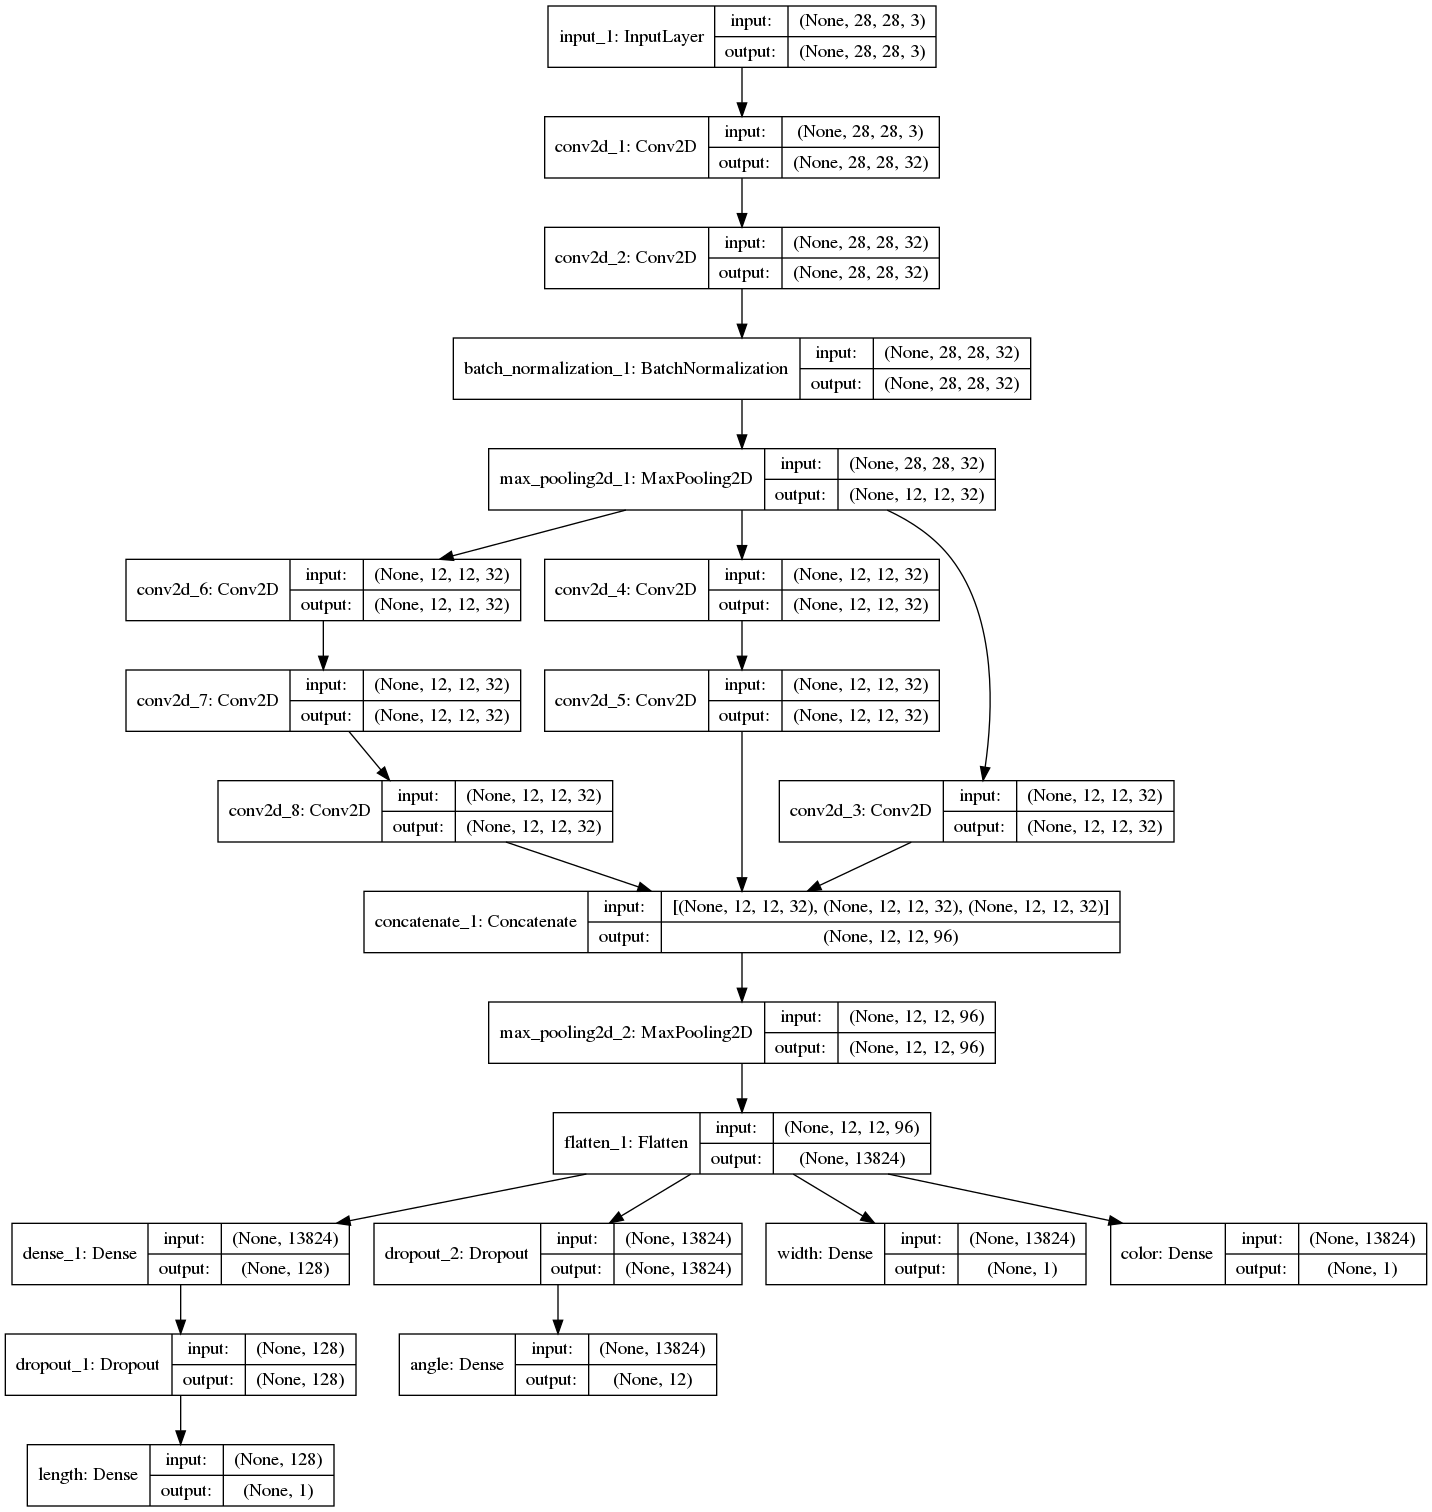 input_1: InputLayer
input: (None, 28, 28, 3)
output: (None, 28, 28, 3)
conv2d_1: Conv2D
input: (None, 28, 28, 3)
output: (None, 28, 28, 32)
conv2d_2: Conv2D
input: (None, 28, 28, 32)
output: (None, 28, 28, 32)
batch_normalization_1: BatchNormalization
input: (None, 28, 28, 32)
output: (None, 28, 28, 32)
max_pooling2d_1: MaxPooling2D
input: (None, 28, 28, 32)
output: (None, 12, 12, 32)
conv2d_6: Conv2D
input: (None, 12, 12, 32)
output: (None, 12, 12, 32)
conv2d_4: Conv2D
input: (None, 12, 12, 32)
output: (None, 12, 12, 32)
conv2d_7: Conv2D
input: (None, 12, 12, 32)
output: (None, 12, 12, 32)
conv2d_5: Conv2D
input: (None, 12, 12, 32)
output: (None, 12, 12, 32)
conv2d_8: Conv2D
input: (None, 12, 12, 32)
output: (None, 12, 12, 32)
conv2d_3: Conv2D
input: (None, 12, 12, 32)
output: (None, 12, 12, 32)
concatenate_1: Concatenate
input: [(None, 12, 12, 32), (None, 12, 12, 32), (None, 12, 12, 32)]
output: (None, 12, 12, 96)
max_pooling2d_2: MaxPooling2D
input: (None, 12, 12, 96)
output: (None, 12, 12, 96)
flatten_1: Flatten
input: (None, 12, 12, 96)
output: (None, 13824)
dense_1: Dense
input: (None, 13824)
output: (None, 128)
dropout_2: Dropout
input: (None, 13824)
output: (None, 13824)
width: Dense
input: (None, 13824)
output: (None, 1)
color: Dense
input: (None, 13824)
output: (None, 1)
dropout_1: Dropout
input: (None, 128)
output: (None, 128)
angle: Dense
input: (None, 13824)
output: (None, 12)
length: Dense
input: (None, 128)
output: (None, 1)